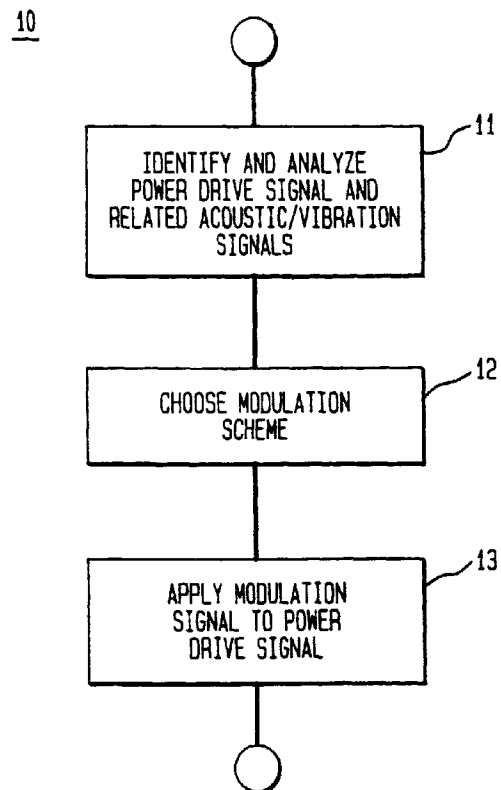 10
11
IDENTIFY AND ANALYZE
POWER DRIVE SIGNAL AND
RELATED ACOUSTIC/VIBRATION
SIGNALS
12
CHOOSE MODULATION
SCHEME
13
APPLY MODULATION
SIGNAL TO POWER
DRIVE SIGNAL